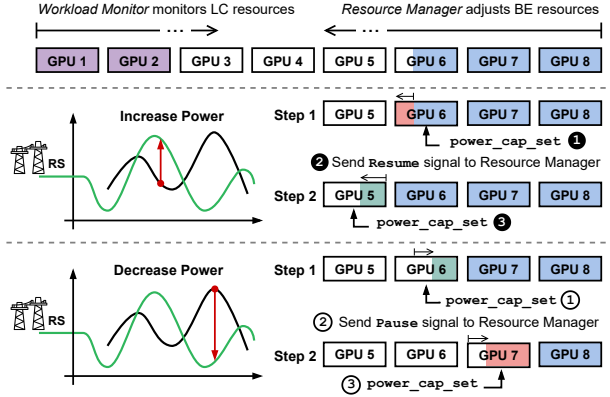 Workload Monitor monitors LC resources
Resource Manager adjusts BE resources
...
...
GPU 1 GPU 2 GPU 3 GPU 4 GPU 5 GPU 6 GPU 7 GPU 8
Increase Power
RS
Step 1 GPU 5 GPU 6 GPU 7 GPU 8
power_cap_set ❶
❷ Send Resume signal to Resource Manager
Step 2 GPU 5 GPU 6 GPU 7 GPU 8
power_cap_set ❸
Decrease Power
RS
Step 1 GPU 5 GPU 6 GPU 7 GPU 8
power_cap_set ①
② Send Pause signal to Resource Manager
Step 2 GPU 5 GPU 6 GPU 7 GPU 8
③ power_cap_set